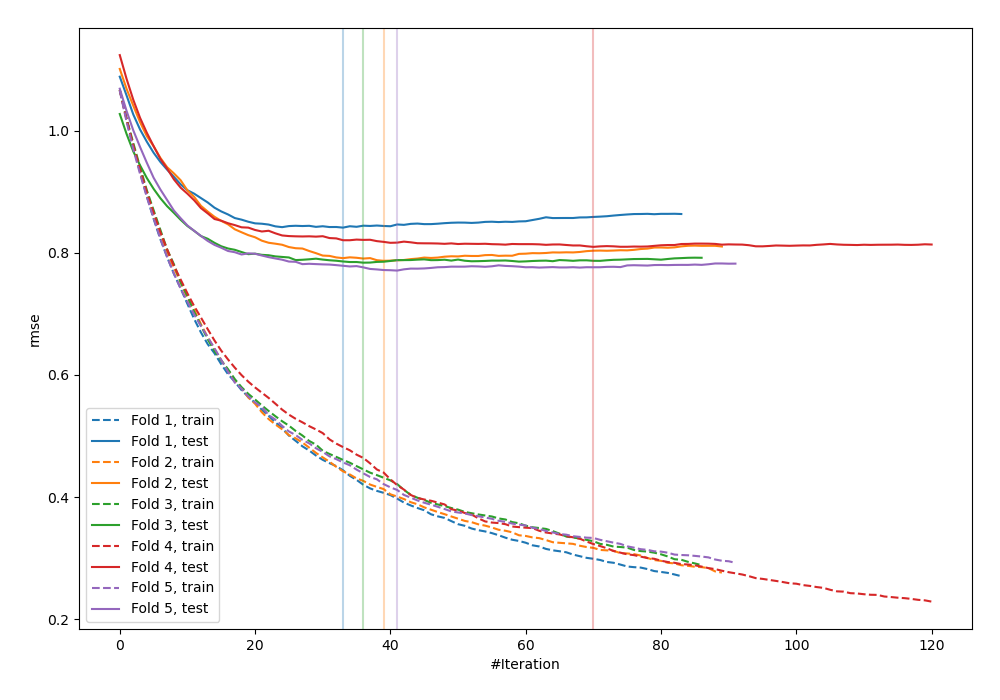 1.0
0.8
0.6
0.4
0.2
rmse
Fold 1, train
Fold 1, test
Fold 2, train
Fold 2, test
Fold 3, train
Fold 3, test
Fold 4, train
Fold 4, test
Fold 5, train
Fold 5, test
0 20 40 60 80 100 120
#Iteration